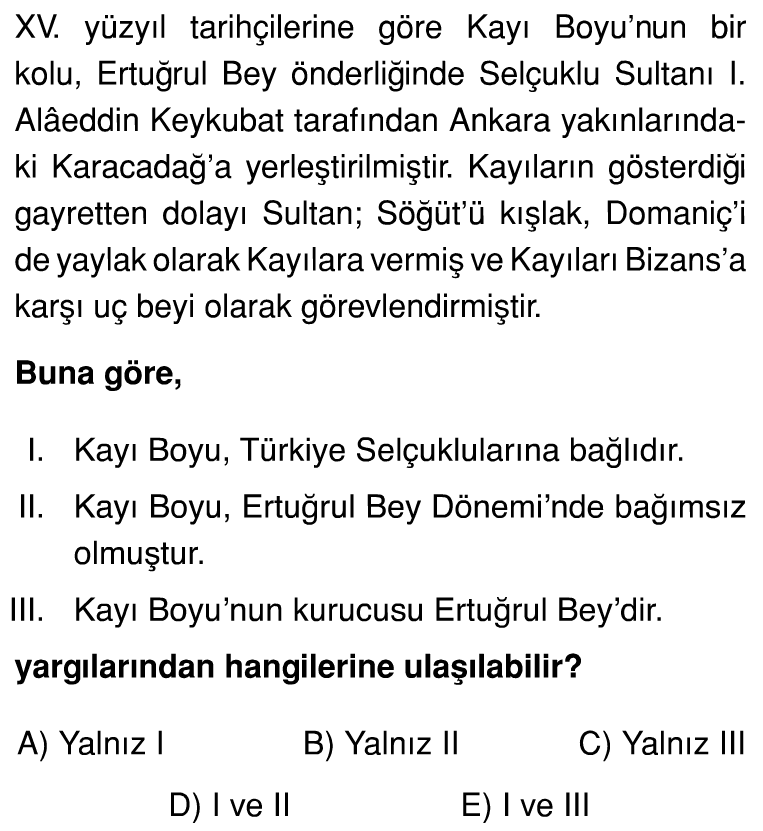 XV. yüzyıl tarihçilerine göre Kayı Boyu’nun bir
kolu, Ertuğrul Bey önderliğinde Selçuklu Sultanı I.
Alâeddin Keykubat tarafından Ankara yakınlarında-
ki Karacadağ’a yerleştirilmiştir. Kayıların gösterdiği
gayretten dolayı Sultan; Söğüt’ü kışlak, Domaniç’i
de yaylak olarak Kayılara vermiş ve Kayıları Bizans’a
karşı uç beyi olarak görevlendirmiştir.
Buna göre,
I. Kayı Boyu, Türkiye Selçuklularına bağlıdır.
II. Kayı Boyu, Ertuğrul Bey Dönemi’nde bağımsız
olmuştur.
III. Kayı Boyu’nun kurucusu Ertuğrul Bey’dir.
yargılarından hangilerine ulaşılabilir?
A) Yalnız I B) Yalnız II C) Yalnız III
D) I ve II E) I ve III